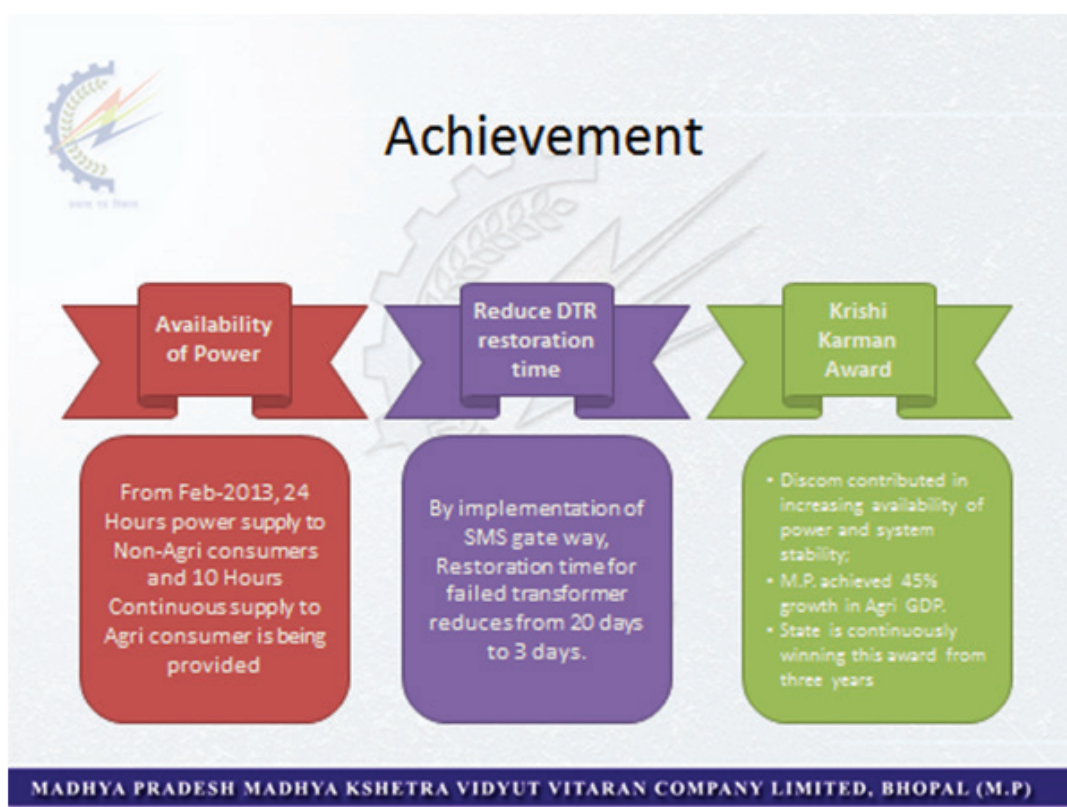 Achievement
Availability
of Power
From Feb-2013, 24
Hours power supply to
Non-Agri consumers
and 10 Hours
Continuous supply to
Agri consumer is being
provided
Reduce DTR
restoration
time
By implementation of
SMS gate way,
Restoration time for
failed transformer
reduces from 20 days
to 3 days.
Krishi
Karman
Award
• Discom contributed in
increasing availability of
power and system
stability;
• M.P. achieved 45%
growth in Agri GDP.
• State is continuously
winning this award from
three years
MADHYA PRADESH MADHYA KSHETRA VIDYUT VITARAN COMPANY LIMITED, BHOPAL (M.P)